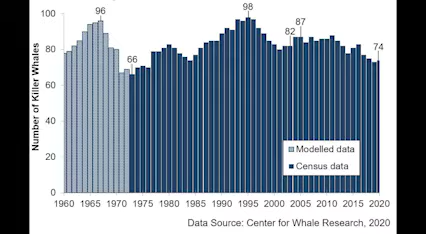 Number of Killer Whales
100
80
60
40
20
0
96
66
98
82
87
74
Modelled data
Census data
1960 1965 1970 1975 1980 1985 1990 1995 2000 2005 2010 2015 2020
Data Source: Center for Whale Research, 2020